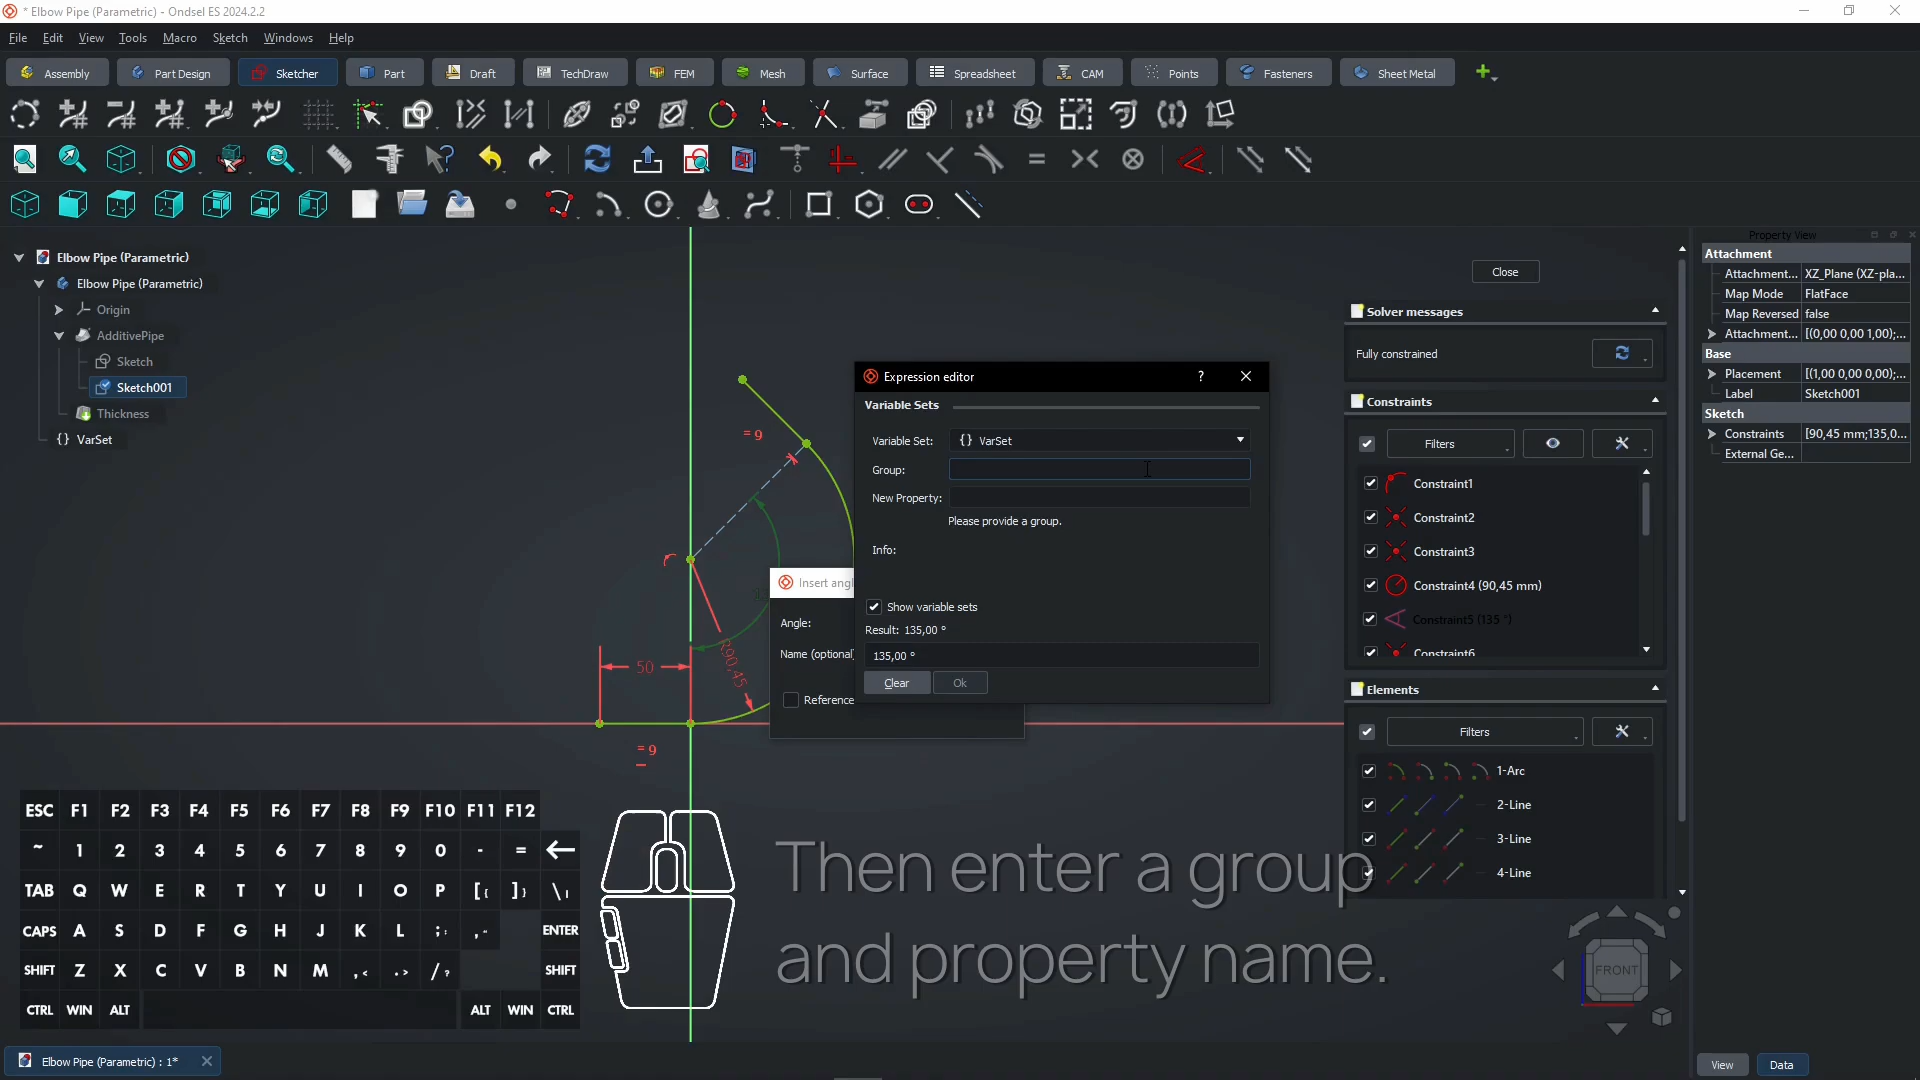 * Elbow Pipe (Parametric) - Ondsel ES 2024.2.2
File Edit View Tools Macro Sketch Windows Help
Assembly Part Design Sketcher Part Draft TechDraw FEM Mesh Surface Spreadsheet CAM Points Fasteners Sheet Metal
Elbow Pipe (Parametric)
Elbow Pipe (Parametric)
Origin
AdditivePipe
Sketch
Sketch001
Thickness
{} VarSet
= 9
50
R90,45
= 9
Insert angl
Angle:
Name (optional
Reference
Expression editor
?
Variable Sets
Variable Set: {} VarSet
Group:
New Property:
Please provide a group.
Info:
Show variable sets
Result: 135,00 °
135,00 °
Clear Ok
Close
Solver messages
Fully constrained
Constraints
Filters
Constraint1
Constraint2
Constraint3
Constraint4 (90,45 mm)
Constraint5 (135 °)
Constraint6
Elements
Filters
1-Arc
2-Line
3-Line
4-Line
Property View
Attachment
Attachment... XZ_Plane (XZ-pla...
Map Mode FlatFace
Map Reversed false
Attachment... [(0,00 0,00 1,00);...
Base
Placement [(1,00 0,00 0,00);...
Label Sketch001
Sketch
Constraints [90,45 mm;135,0...
External Ge...
ESC F1 F2 F3 F4 F5 F6 F7 F8 F9 F10 F11 F12
~ 1 2 3 4 5 6 7 8 9 0 - =
TAB Q W E R T Y U I O P [{ ]} \|
CAPS A S D F G H J K L ;: ," ENTER
SHIFT Z X C V B N M ,< .> /? SHIFT
CTRL WIN ALT ALT WIN CTRL
Then enter a group
and property name.
FRONT
Elbow Pipe (Parametric) : 1*
View Data